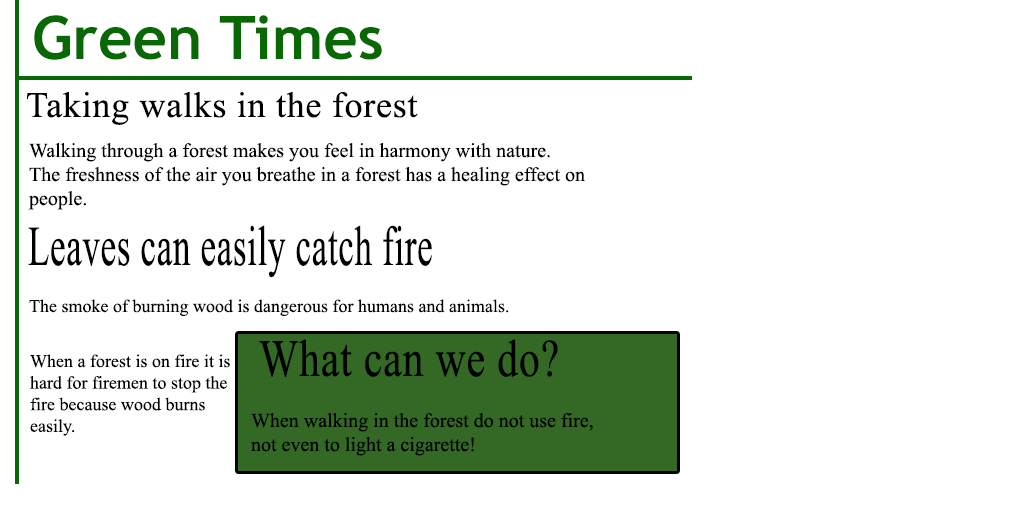 Green Times
Taking walks in the forest
Walking through a forest makes you feel in harmony with nature.
The freshness of the air you breathe in a forest has a healing effect on
people.
Leaves can easily catch fire
The smoke of burning wood is dangerous for humans and animals.
When a forest is on fire it is
hard for firemen to stop the
fire because wood burns
easily.
What can we do?
When walking in the forest do not use fire,
not even to light a cigarette!